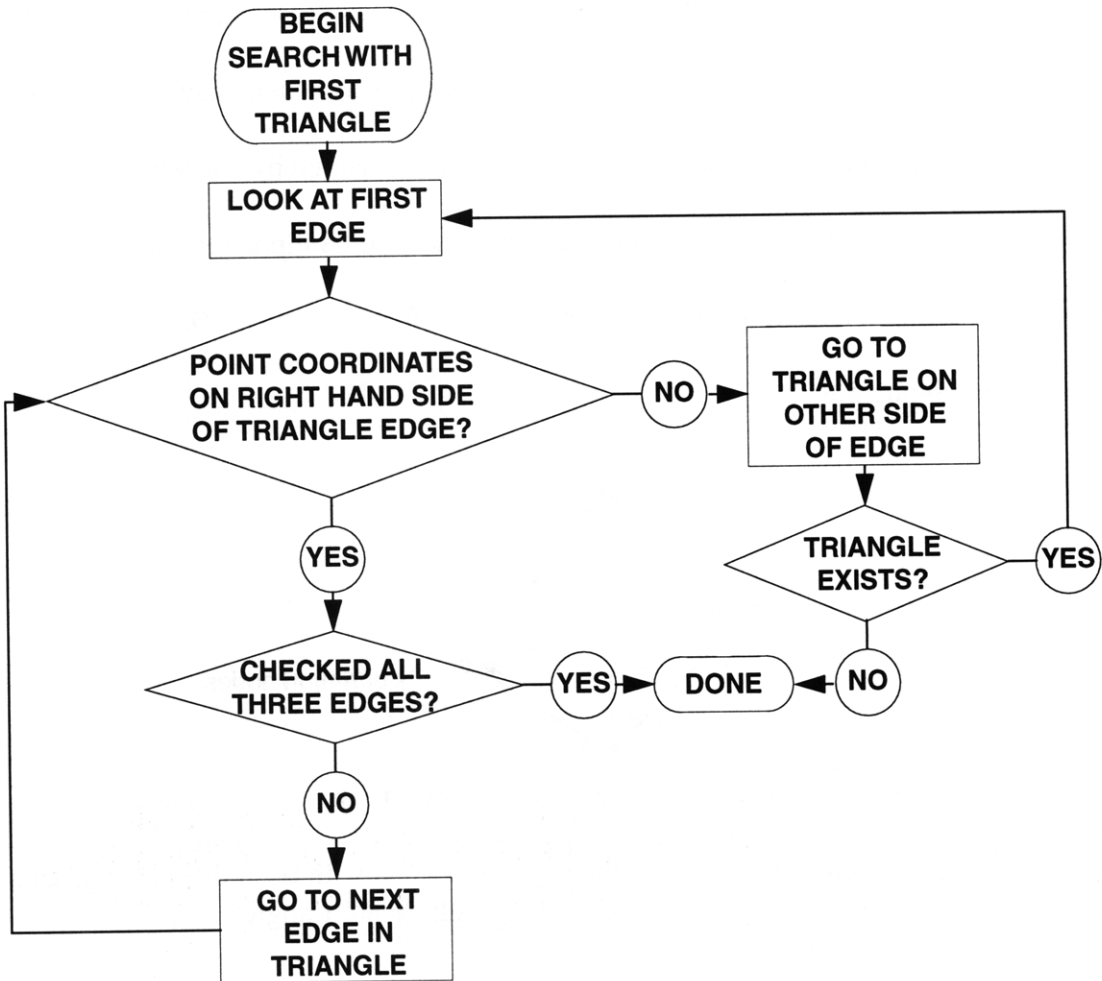 BEGIN
SEARCH WITH
FIRST
TRIANGLE
LOOK AT FIRST
EDGE
POINT COORDINATES
ON RIGHT HAND SIDE
OF TRIANGLE EDGE?
NO
GO TO
TRIANGLE ON
OTHER SIDE
OF EDGE
YES
TRIANGLE
EXISTS?
YES
CHECKED ALL
THREE EDGES?
YES
DONE
NO
NO
GO TO NEXT
EDGE IN
TRIANGLE